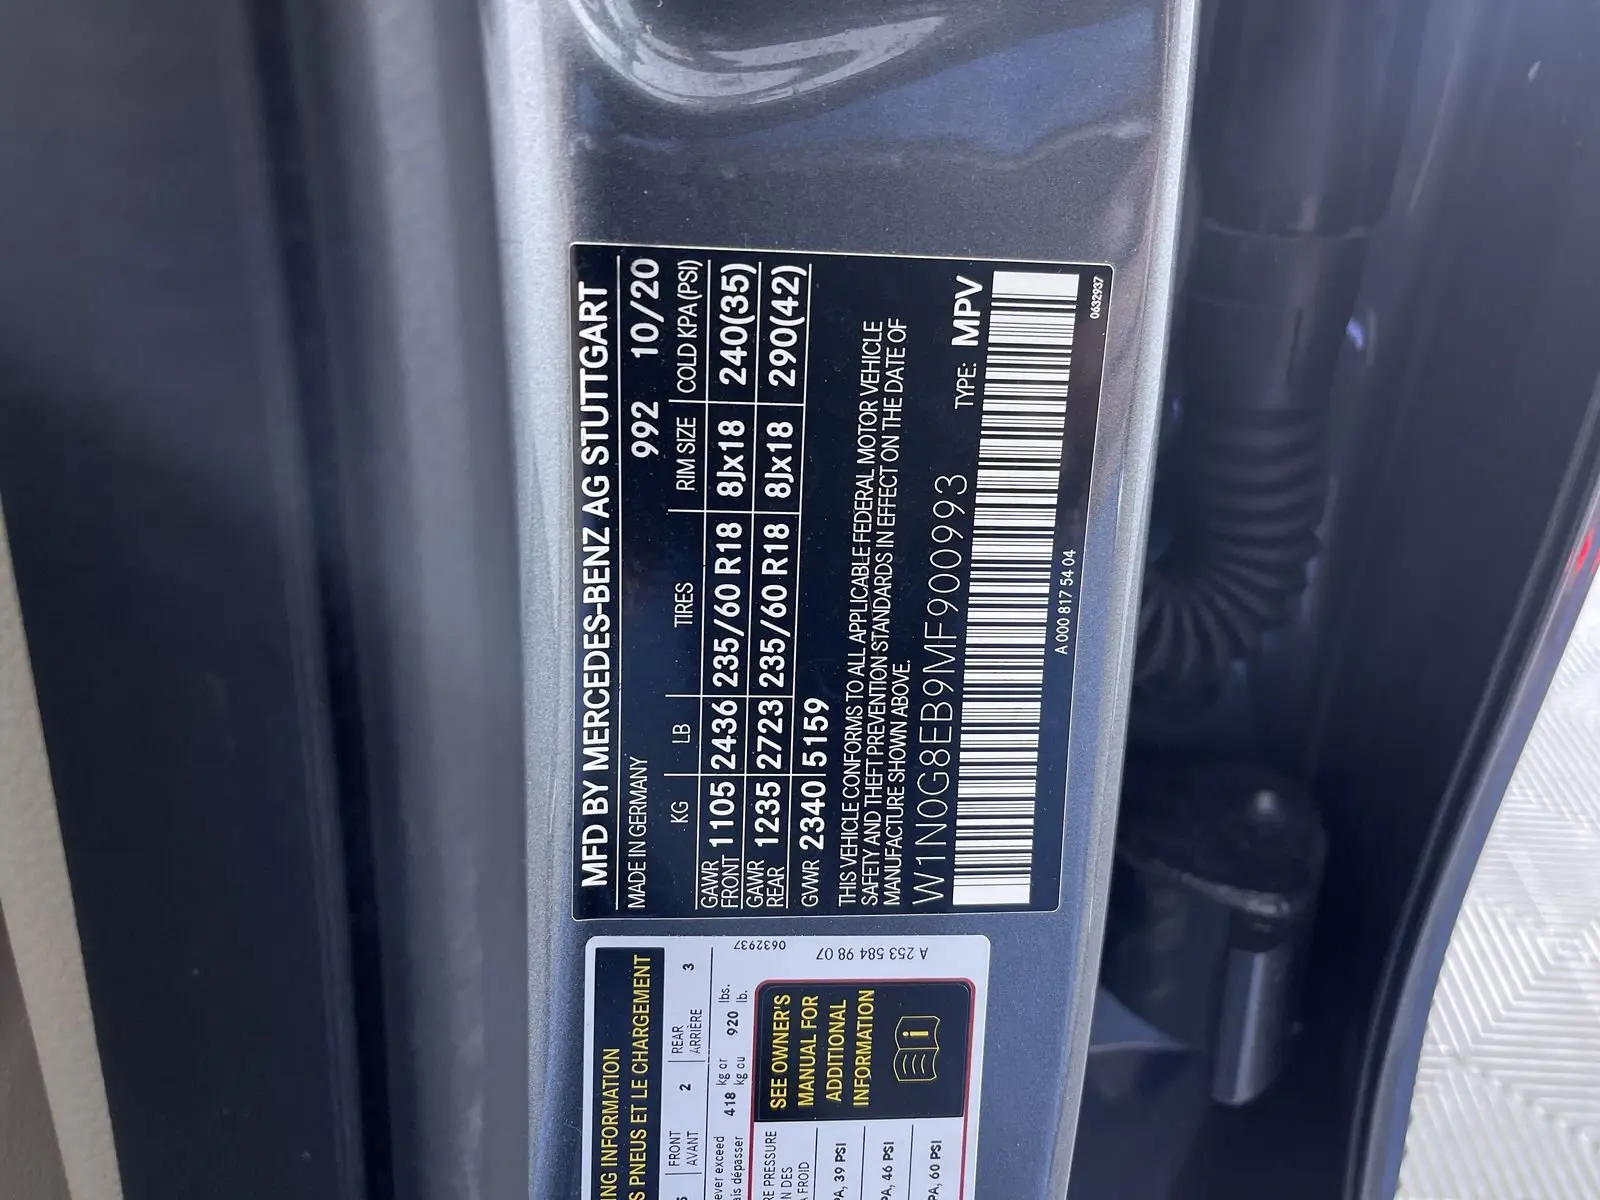 MFD BY MERCEDES-BENZ AG STUTTGART
MADE IN GERMANY 992 10/20
KG LB TIRES RIM SIZE COLD KPA (PSI)
GAWR FRONT 1105 2436 235/60 R18 8Jx18 240(35)
GAWR REAR 1235 2723 235/60 R18 8Jx18 290(42)
GVWR 2340 5159
THIS VEHICLE CONFORMS TO ALL APPLICABLE FEDERAL MOTOR VEHICLE
SAFETY AND THEFT PREVENTION STANDARDS IN EFFECT ON THE DATE OF
MANUFACTURE SHOWN ABOVE.
W1N0G8EB9MF900993 TYPE: MPV
A 000 817 54 04 0632937
0632937
A 253 584 98 07
INFORMATION
PNEUS ET LE CHARGEMENT
FRONT 2 REAR 3
AVANT ARRIÈRE
exceed 418 kg or 920 lbs.
dépasser kg ou lb.
PRESSURE
DES
FROID
39 PSI
46 PSI
60 PSI
SEE OWNER'S
MANUAL FOR
ADDITIONAL
INFORMATION